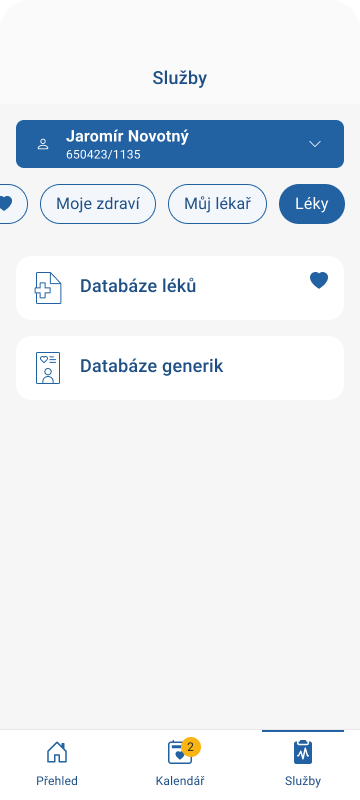 Služby
Jaromír Novotný
650423/1135
Moje zdraví
Můj lékař
Léky
Databáze léků
Databáze generik
2
Přehled
Kalendář
Služby